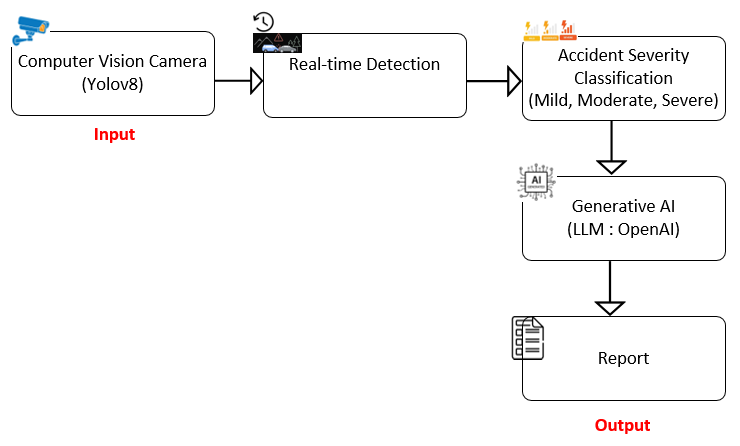 Computer Vision Camera
(Yolov8)
Input
Real-time Detection
Accident Severity
Classification
(Mild, Moderate, Severe)
AI
Generative AI
(LLM : OpenAI)
Report
Output